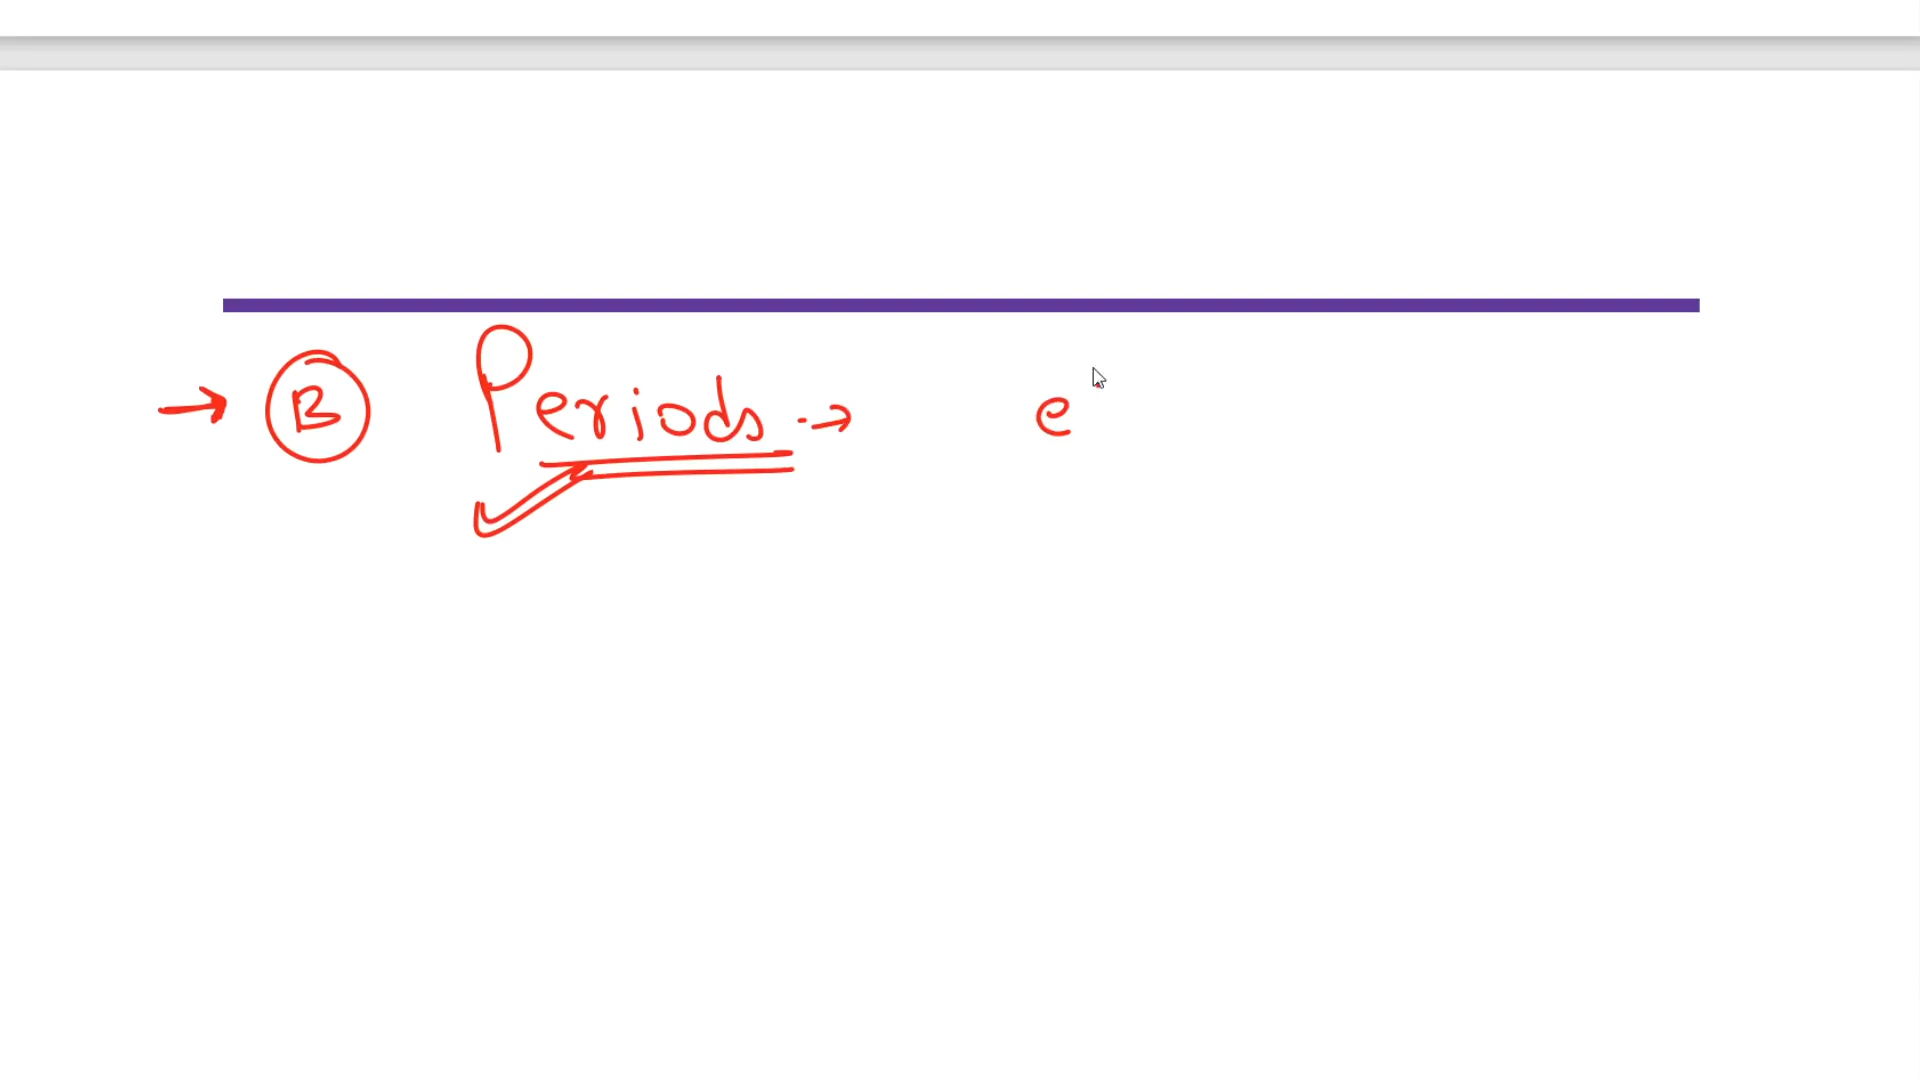 → B Periods → e